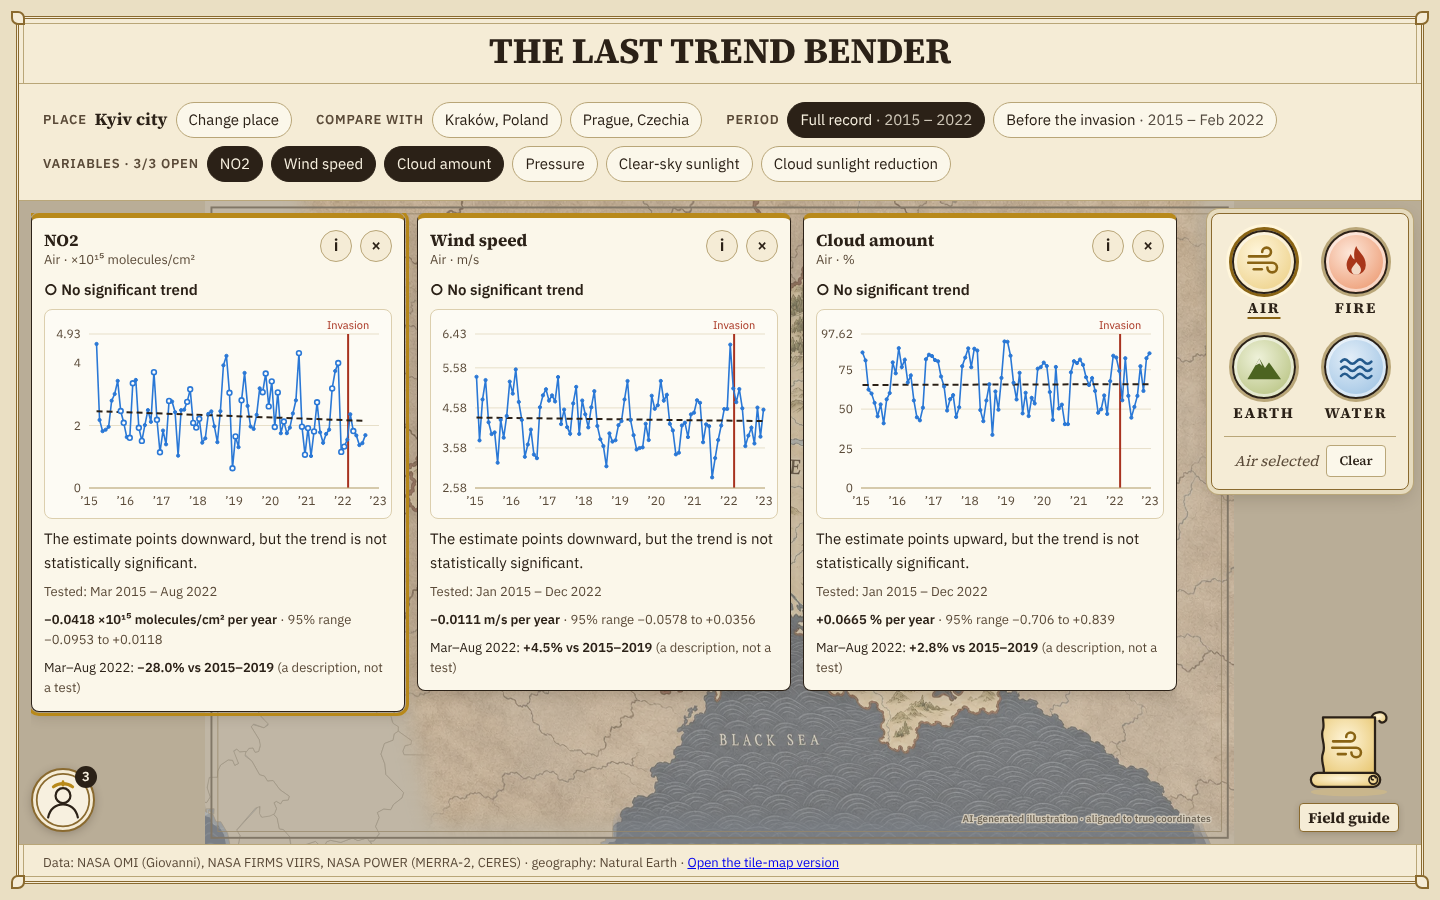 THE LAST TREND BENDER
PLACE Kyiv city Change place COMPARE WITH Kraków, Poland Prague, Czechia PERIOD Full record · 2015 – 2022 Before the invasion · 2015 – Feb 2022
VARIABLES · 3/3 OPEN NO2 Wind speed Cloud amount Pressure Clear-sky sunlight Cloud sunlight reduction
NO2 i ×
Air · ×10¹⁵ molecules/cm²
No significant trend
Invasion
4.93
4
2
0
’15 ’16 ’17 ’18 ’19 ’20 ’21 ’22 ’23
The estimate points downward, but the trend is not
statistically significant.
Tested: Mar 2015 – Aug 2022
−0.0418 ×10¹⁵ molecules/cm² per year · 95% range
−0.0953 to +0.0118
Mar–Aug 2022: −28.0% vs 2015–2019 (a description, not
a test)
Wind speed i ×
Air · m/s
No significant trend
Invasion
6.43
5.58
4.58
3.58
2.58
’15 ’16 ’17 ’18 ’19 ’20 ’21 ’22 ’23
The estimate points downward, but the trend is not
statistically significant.
Tested: Jan 2015 – Dec 2022
−0.0111 m/s per year · 95% range −0.0578 to +0.0356
Mar–Aug 2022: +4.5% vs 2015–2019 (a description, not a
test)
Cloud amount i ×
Air · %
No significant trend
Invasion
97.62
75
50
25
0
’15 ’16 ’17 ’18 ’19 ’20 ’21 ’22 ’23
The estimate points upward, but the trend is not
statistically significant.
Tested: Jan 2015 – Dec 2022
+0.0665 % per year · 95% range −0.706 to +0.839
Mar–Aug 2022: +2.8% vs 2015–2019 (a description, not a
test)
AIR FIRE
EARTH WATER
Air selected Clear
E
BLACK SEA
3
AI-generated illustration · aligned to true coordinates
Field guide
Data: NASA OMI (Giovanni), NASA FIRMS VIIRS, NASA POWER (MERRA-2, CERES) · geography: Natural Earth · Open the tile-map version